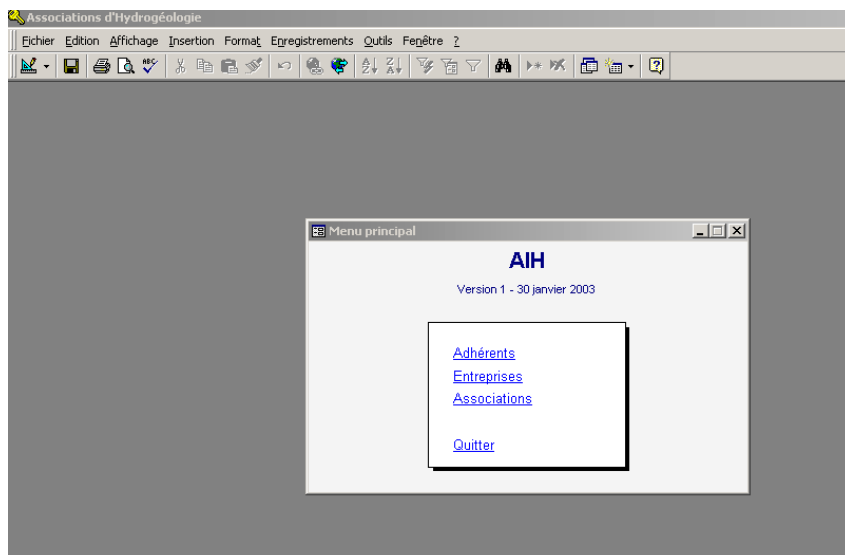 Associations d'Hydrogéologie
Fichier Edition Affichage Insertion Format Enregistrements Outils Fenêtre ?
Menu principal
AIH
Version 1 - 30 janvier 2003
Adhérents
Entreprises
Associations
Quitter